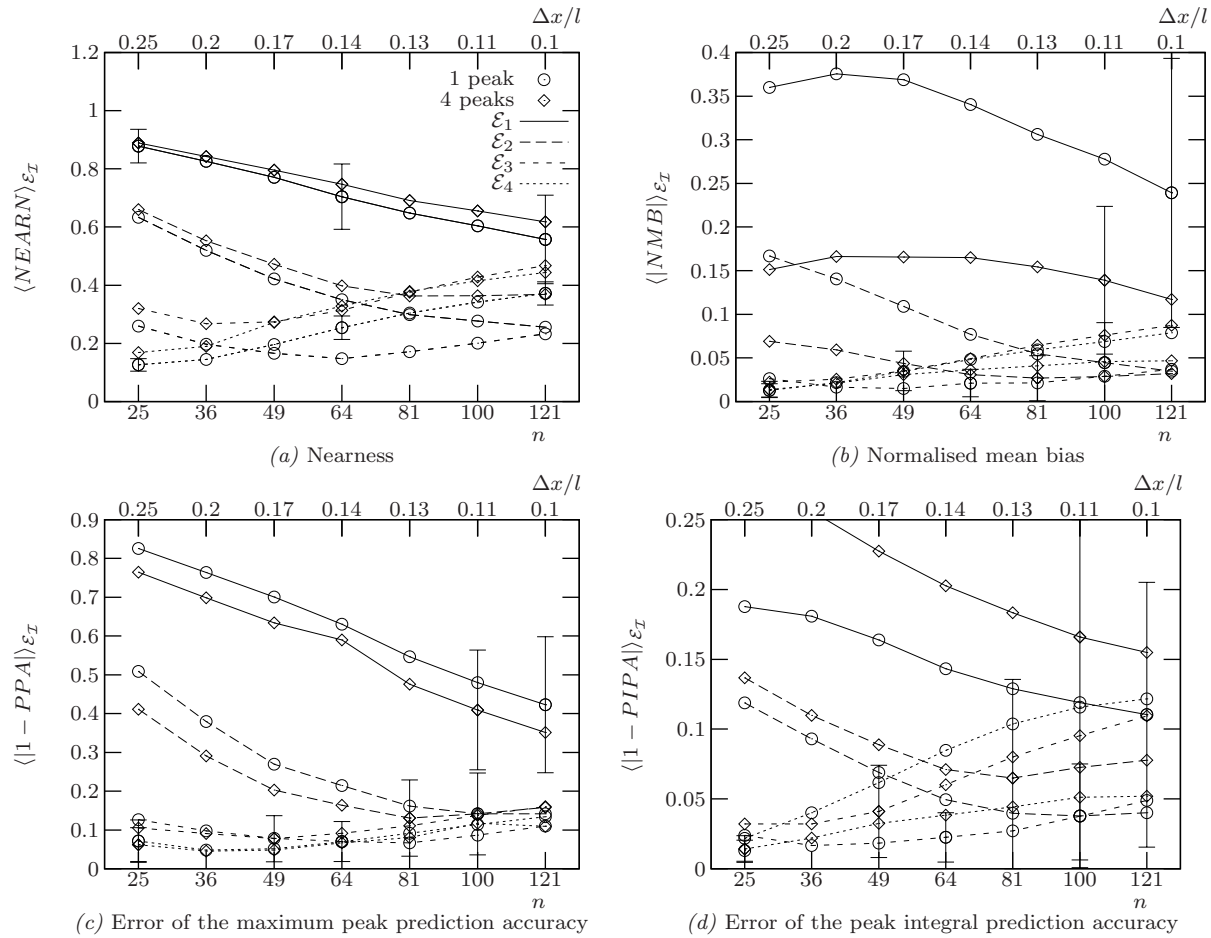 Δx/l
0.25 0.2 0.17 0.14 0.13 0.11 0.1
1.2
1
0.8
0.6
0.4
0.2
0
⟨NEARN⟩ℰ_ℐ
1 peak
4 peaks
ℰ1
ℰ2
ℰ3
ℰ4
25 36 49 64 81 100 121
n
(a) Nearness
Δx/l
0.25 0.2 0.17 0.14 0.13 0.11 0.1
0.4
0.35
0.3
0.25
0.2
0.15
0.1
0.05
0
⟨|NMB|⟩ℰ_ℐ
25 36 49 64 81 100 121
n
(b) Normalised mean bias
Δx/l
0.25 0.2 0.17 0.14 0.13 0.11 0.1
0.9
0.8
0.7
0.6
0.5
0.4
0.3
0.2
0.1
0
⟨|1 − PPA|⟩ℰ_ℐ
25 36 49 64 81 100 121
n
(c) Error of the maximum peak prediction accuracy
Δx/l
0.25 0.2 0.17 0.14 0.13 0.11 0.1
0.25
0.2
0.15
0.1
0.05
0
⟨|1 − PIPA|⟩ℰ_ℐ
25 36 49 64 81 100 121
n
(d) Error of the peak integral prediction accuracy